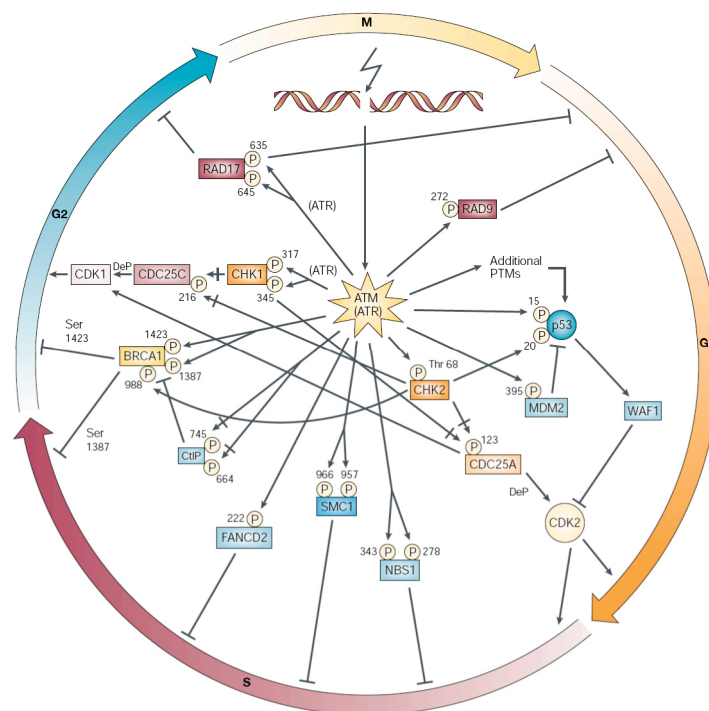 M
635
P
RAD17
P
645
(ATR)
272
P
RAD9
G2
Additional
PTMs
317
P
DeP
CDK1
CDC25C
CHK1
(ATR)
P
216
P
345
ATM
(ATR)
15
P
p53
P
20
G
Ser
1423
1423
P
BRCA1
P
988
P
1387
P
Thr 68
CHK2
395
P
MDM2
WAF1
Ser
1387
745
P
CtIP
P
664
P
123
CDC25A
966
957
P
P
SMC1
DeP
CDK2
222
P
FANCD2
343
P
P
278
NBS1
S